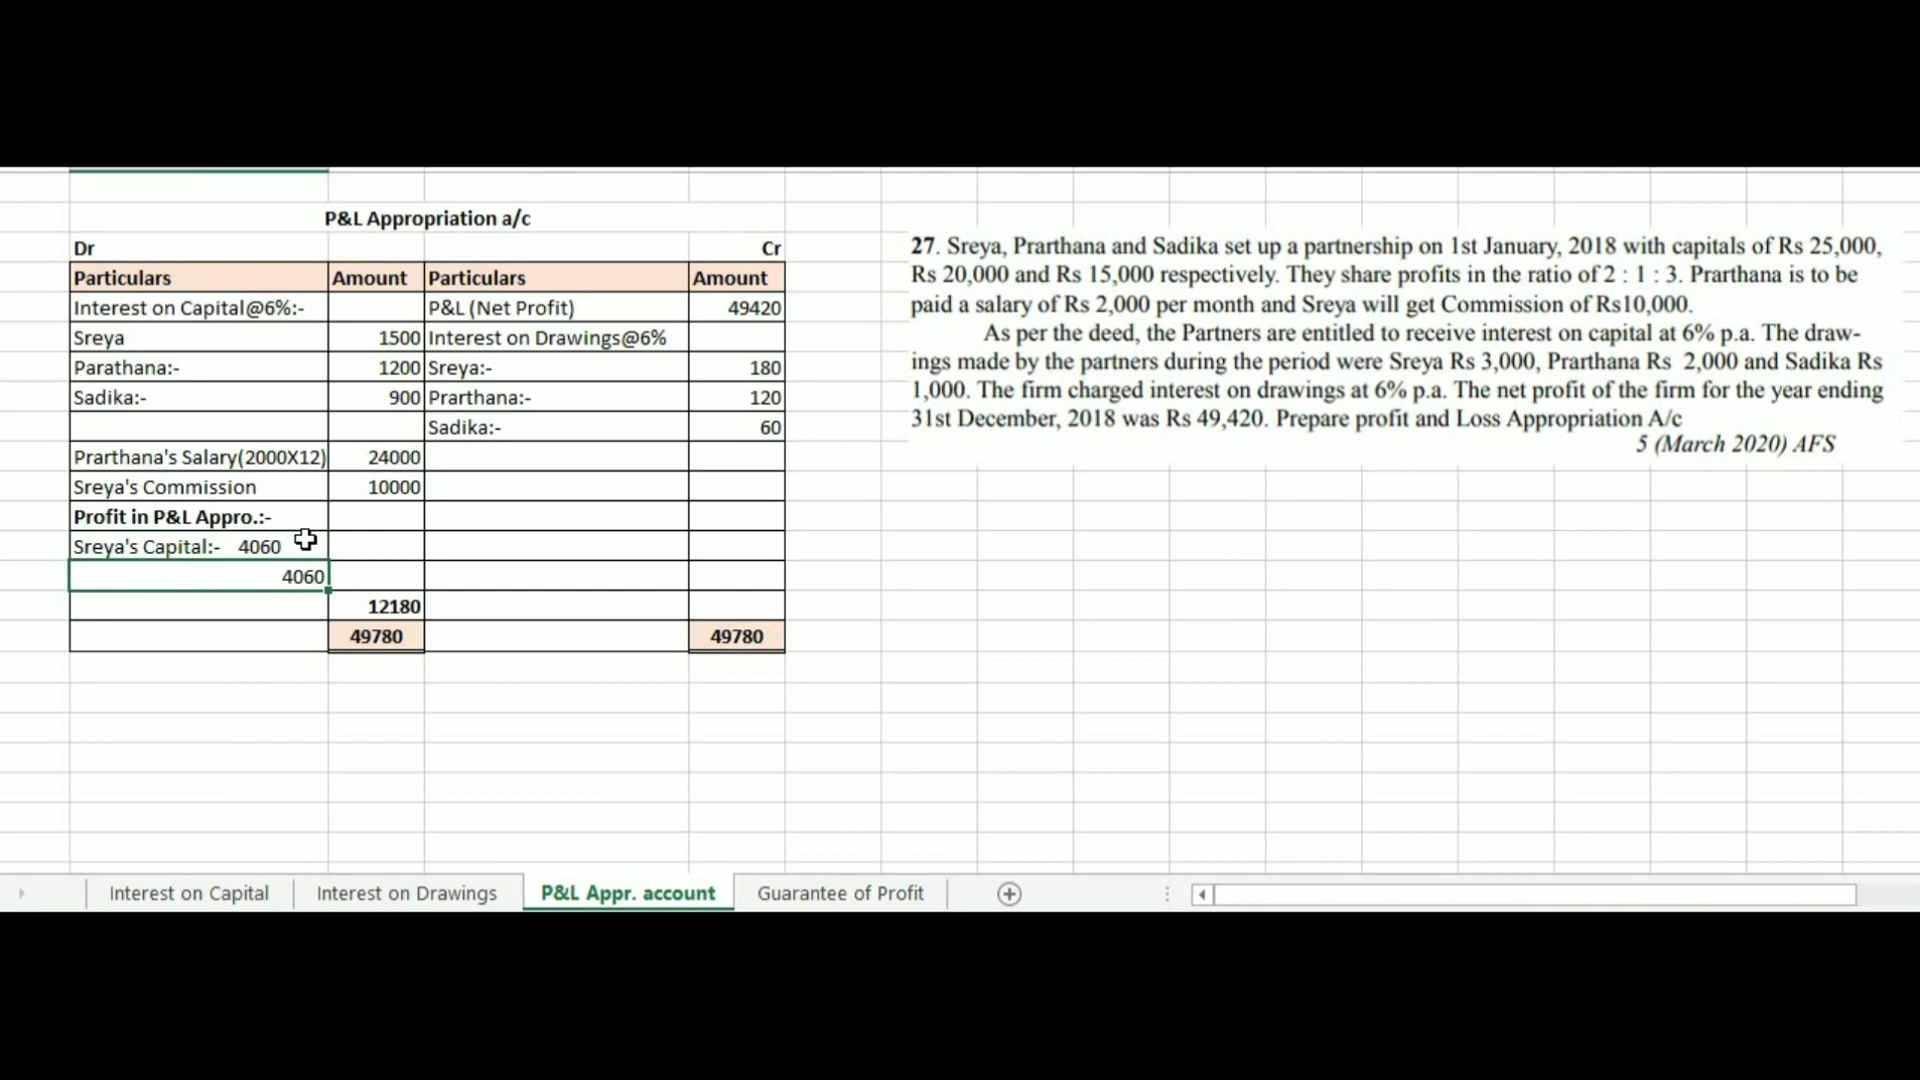 P&L Appropriation a/c
Dr Cr
Particulars Amount Particulars Amount
Interest on Capital@6%:- P&L (Net Profit) 49420
Sreya 1500 Interest on Drawings@6%
Parathana:- 1200 Sreya:- 180
Sadika:- 900 Prarthana:- 120
Sadika:- 60
Prarthana's Salary(2000X12) 24000
Sreya's Commission 10000
Profit in P&L Appro.:-
Sreya's Capital:- 4060
4060
12180
49780 49780
27. Sreya, Prarthana and Sadika set up a partnership on 1st January, 2018 with capitals of Rs 25,000,
Rs 20,000 and Rs 15,000 respectively. They share profits in the ratio of 2 : 1 : 3. Prarthana is to be
paid a salary of Rs 2,000 per month and Sreya will get Commission of Rs10,000.
As per the deed, the Partners are entitled to receive interest on capital at 6% p.a. The draw-
ings made by the partners during the period were Sreya Rs 3,000, Prarthana Rs 2,000 and Sadika Rs
1,000. The firm charged interest on drawings at 6% p.a. The net profit of the firm for the year ending
31st December, 2018 was Rs 49,420. Prepare profit and Loss Appropriation A/c
5 (March 2020) AFS
Interest on Capital Interest on Drawings P&L Appr. account Guarantee of Profit